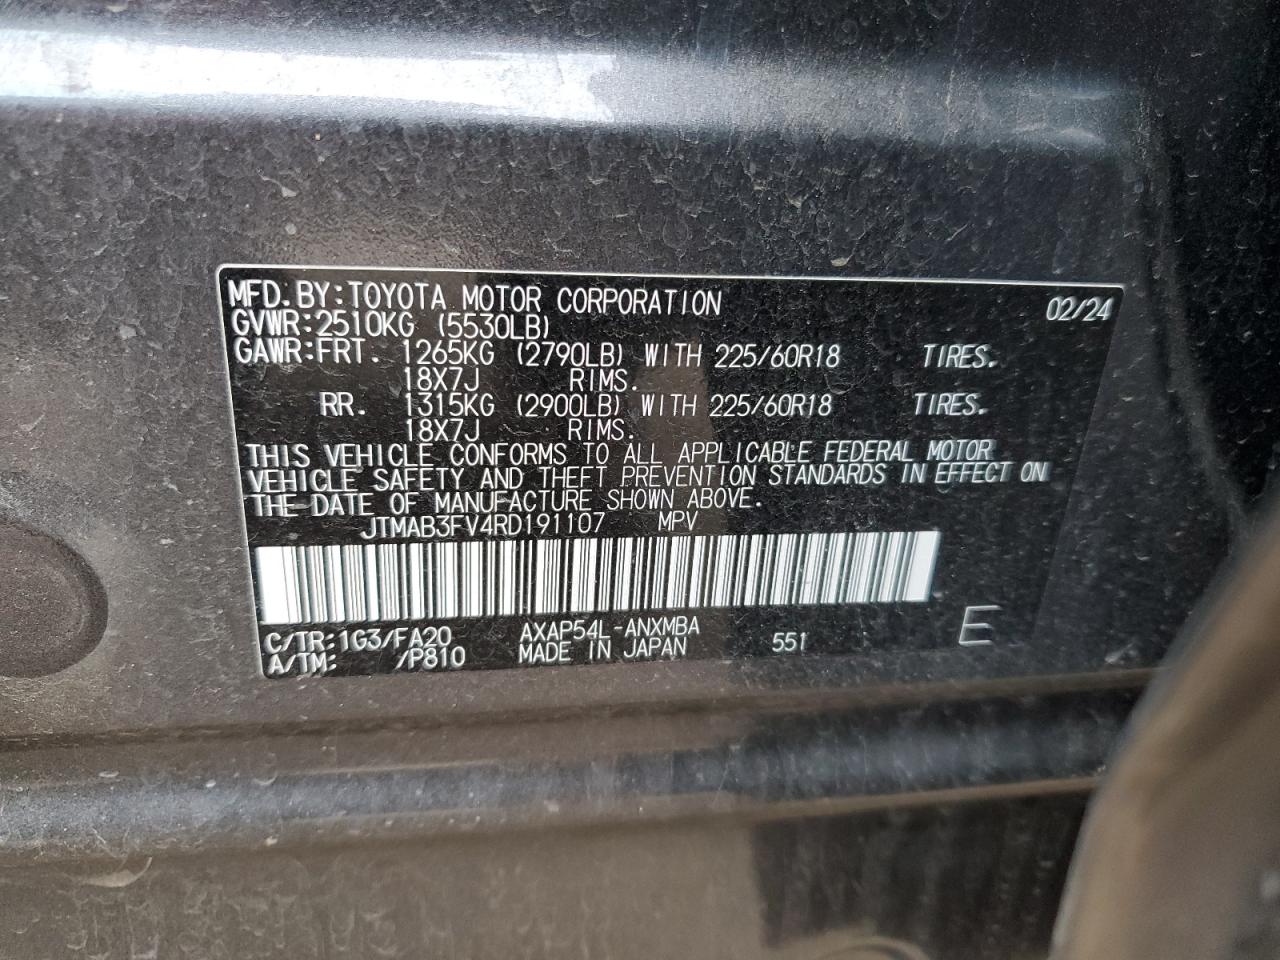 MFD. BY: TOYOTA MOTOR CORPORATION 02/24
GVWR: 2510KG (5530LB)
GAWR: FRT. 1265KG (2790LB) WITH 225/60R18 TIRES.
18X7J RIMS.
RR. 1315KG (2900LB) WITH 225/60R18 TIRES.
18X7J RIMS.
THIS VEHICLE CONFORMS TO ALL APPLICABLE FEDERAL MOTOR
VEHICLE SAFETY AND THEFT PREVENTION STANDARDS IN EFFECT ON
THE DATE OF MANUFACTURE SHOWN ABOVE.
JTMAB3FV4RD191107 MPV
C/TR: 1G3/FA20 AXAP54L-ANXMBA 551 E
A/TM: /P810 MADE IN JAPAN